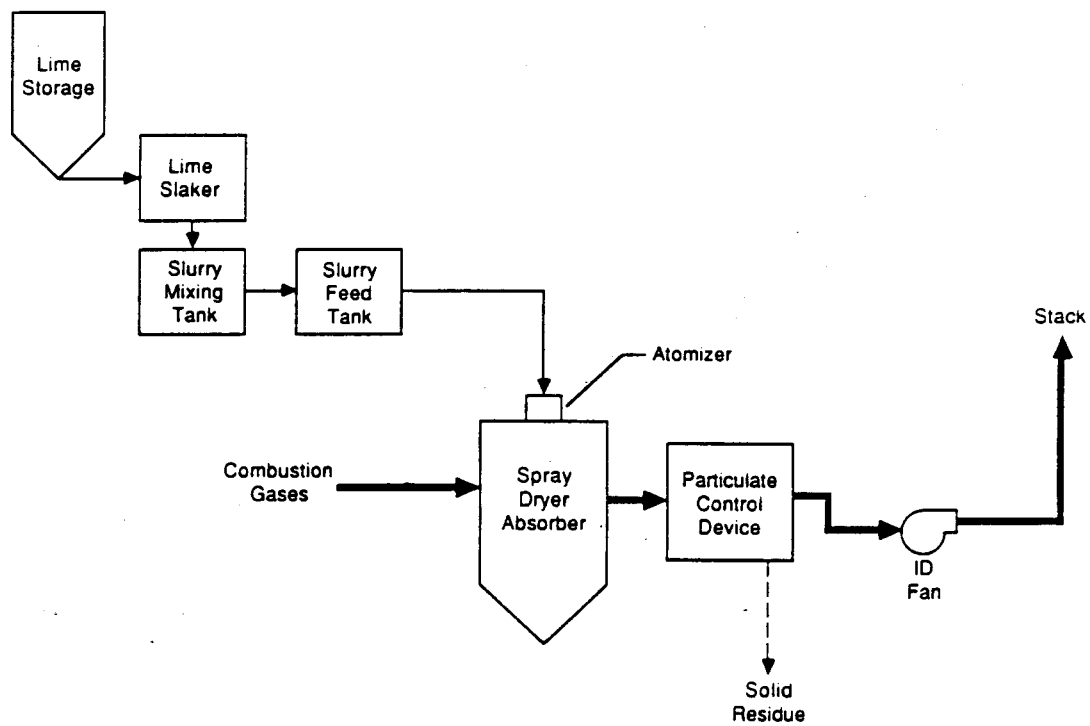 Lime
Storage
Lime
Slaker
Slurry
Mixing
Tank
Slurry
Feed
Tank
Stack
Atomizer
Combustion
Gases
Spray
Dryer
Absorber
Particulate
Control
Device
ID
Fan
Solid
Residue